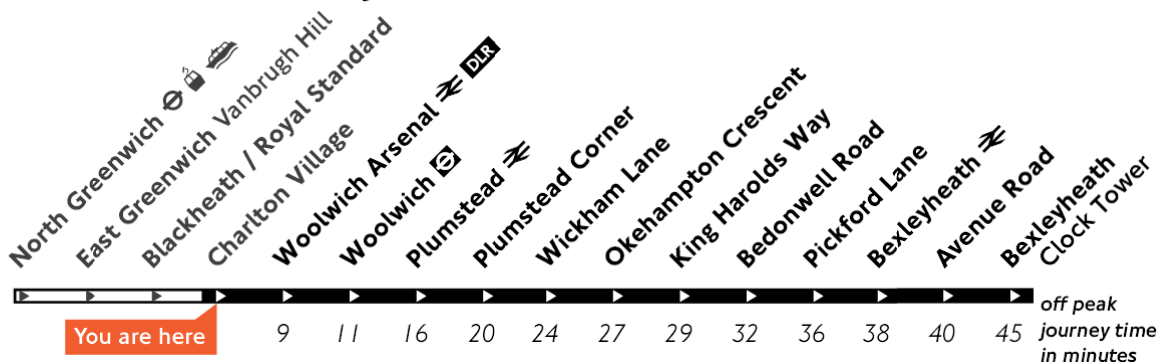 North Greenwich
East Greenwich Vanbrugh Hill
Blackheath / Royal Standard
Charlton Village
Woolwich Arsenal DLR
Woolwich
Plumstead
Plumstead Corner
Wickham Lane
Okehampton Crescent
King Harolds Way
Bedonwell Road
Pickford Lane
Bexleyheath
Avenue Road
Bexleyheath
Clock Tower
You are here
9 11 16 20 24 27 29 32 36 38 40 45
off peak
journey time
in minutes